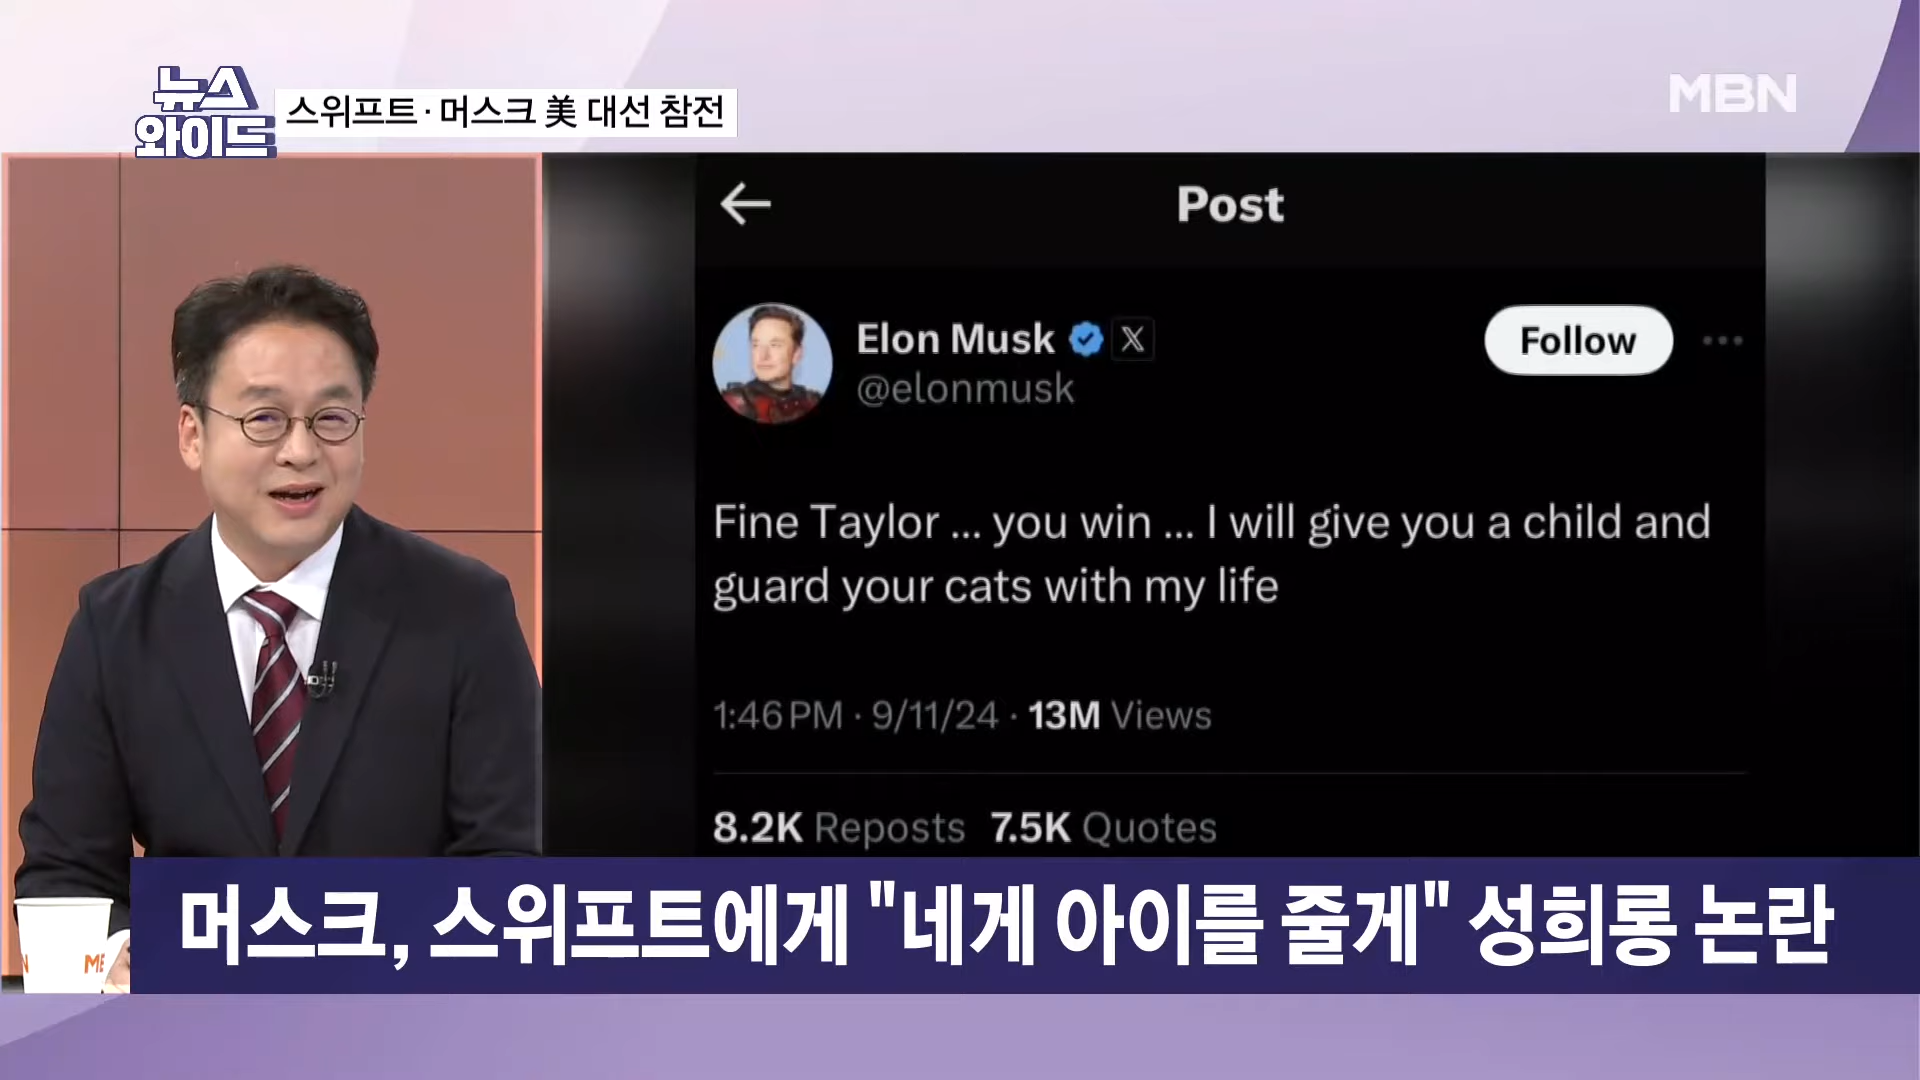 뉴스
와이드
스위프트·머스크 美 대선 참전
MBN
Post
Elon Musk
@elonmusk
Follow
Fine Taylor ... you win ... I will give you a child and
guard your cats with my life
1:46 PM · 9/11/24 · 13M Views
8.2K Reposts 7.5K Quotes
머스크, 스위프트에게 "네게 아이를 줄게" 성희롱 논란